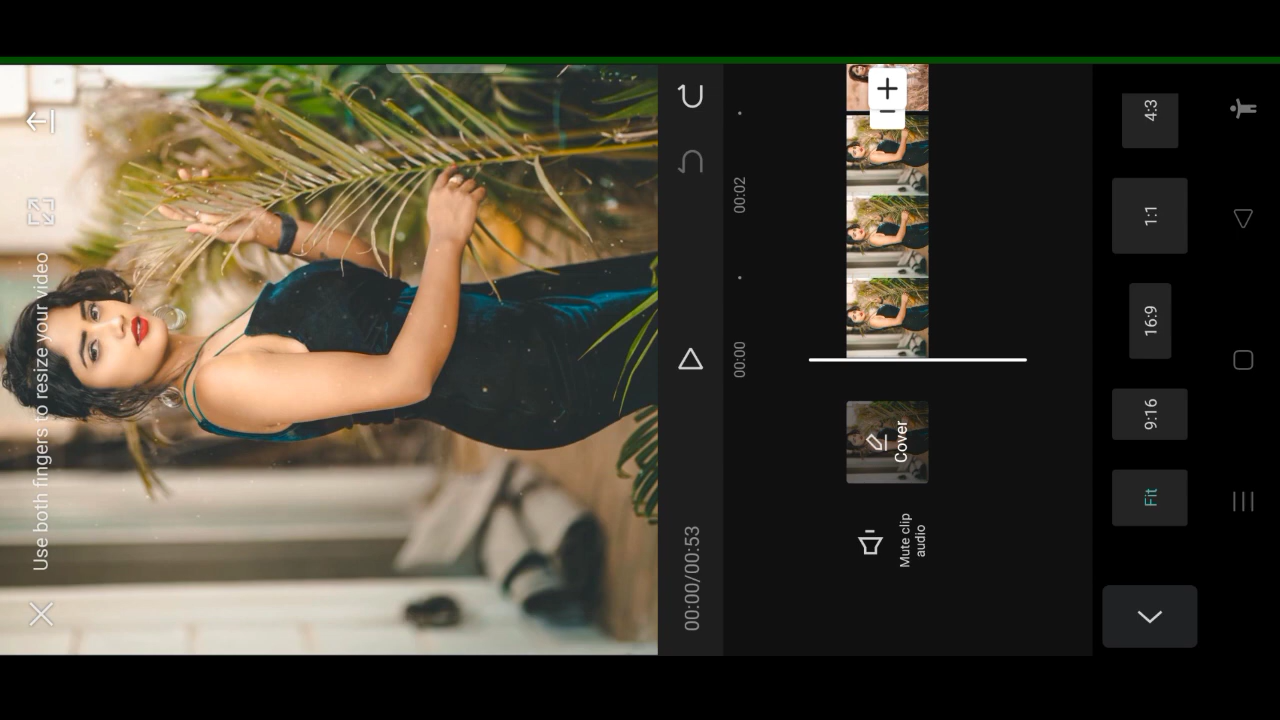 Use both fingers to resize your video
00:00/00:53
00:00
00:02
Mute clip
audio
Cover
Fit
9:16
16:9
1:1
4:3